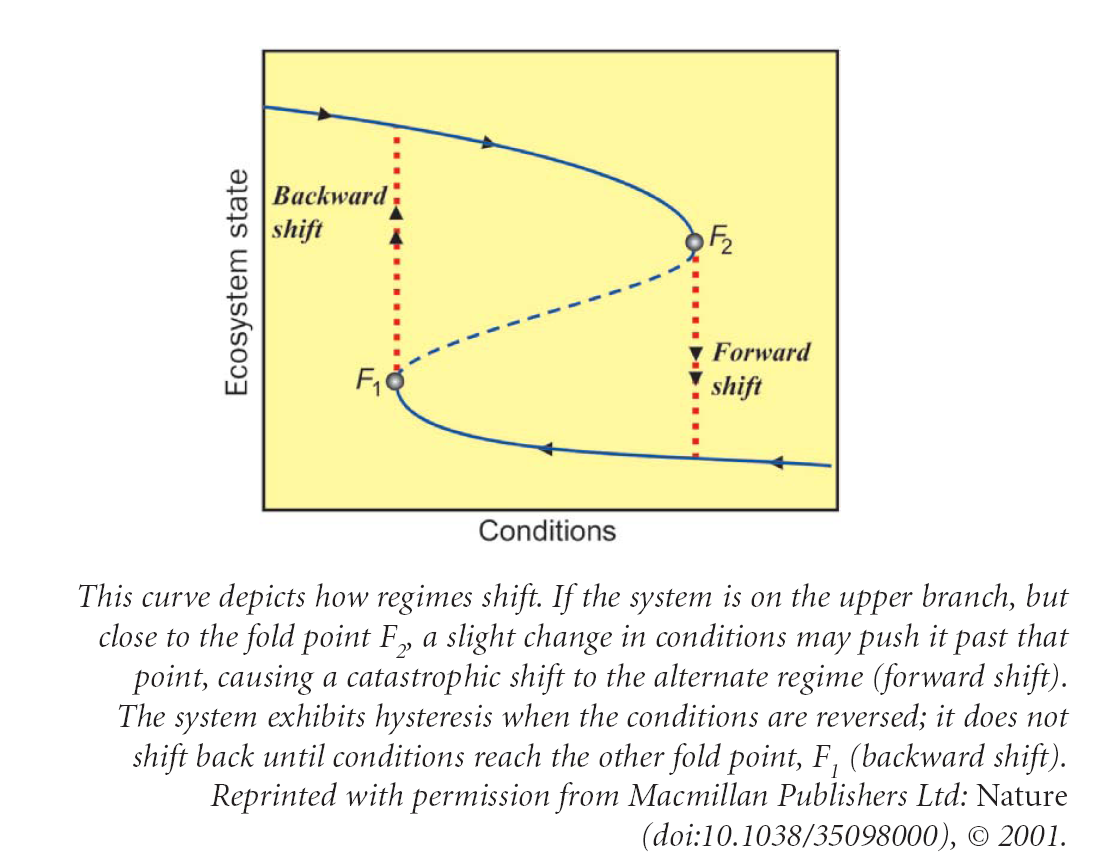 Ecosystem state
Backward
shift
F2
F1
Forward
shift
Conditions
This curve depicts how regimes shift. If the system is on the upper branch, but
close to the fold point F2, a slight change in conditions may push it past that
point, causing a catastrophic shift to the alternate regime (forward shift).
The system exhibits hysteresis when the conditions are reversed; it does not
shift back until conditions reach the other fold point, F1 (backward shift).
Reprinted with permission from Macmillan Publishers Ltd: Nature
(doi:10.1038/35098000), © 2001.